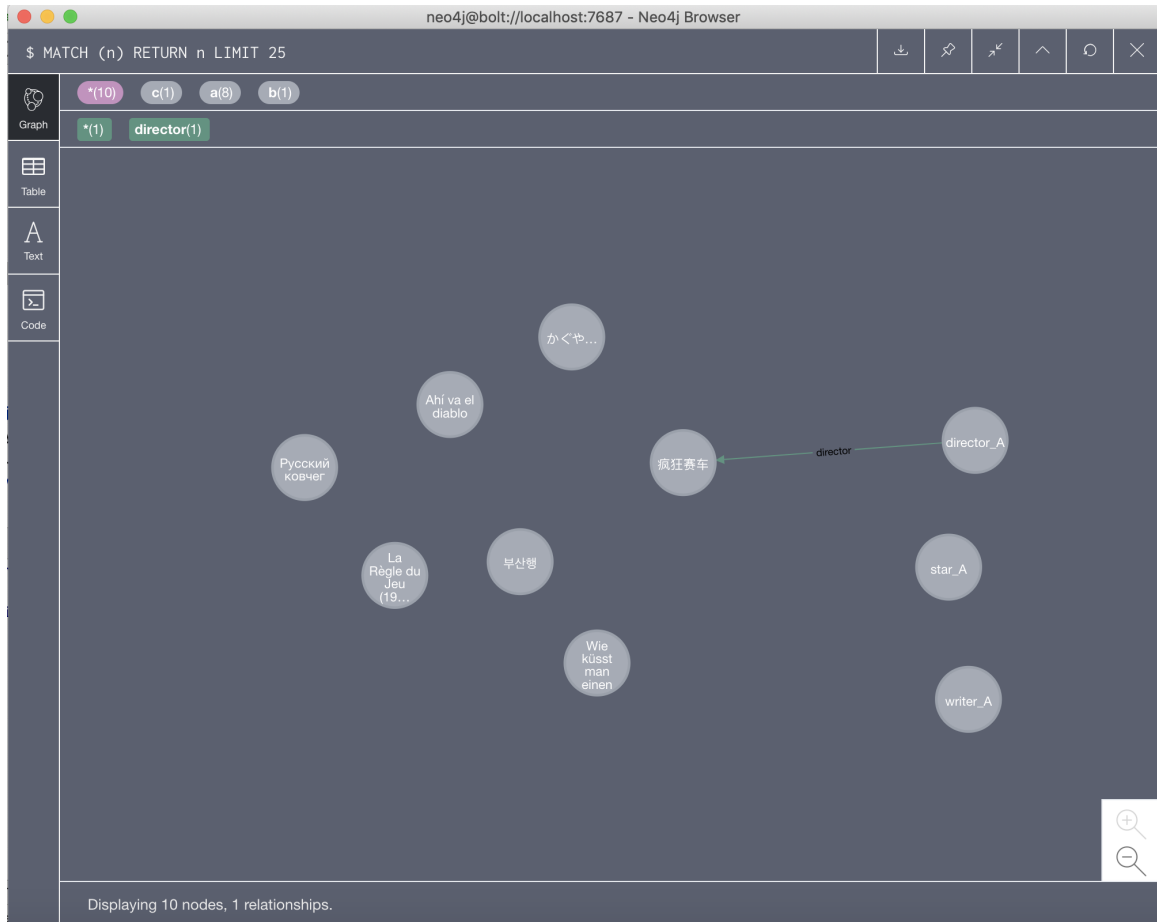 neo4j@bolt://localhost:7687 - Neo4j Browser
$ MATCH (n) RETURN n LIMIT 25
Graph
*(10) c(1) a(8) b(1)
*(1) director(1)
Table
Text
Code
かぐや...
Ahí va el
diablo
Русский
ковчег
疯狂赛车
director
director_A
La
Règle du
Jeu
(19...
부산행
star_A
Wie
küsst
man
einen
writer_A
Displaying 10 nodes, 1 relationships.